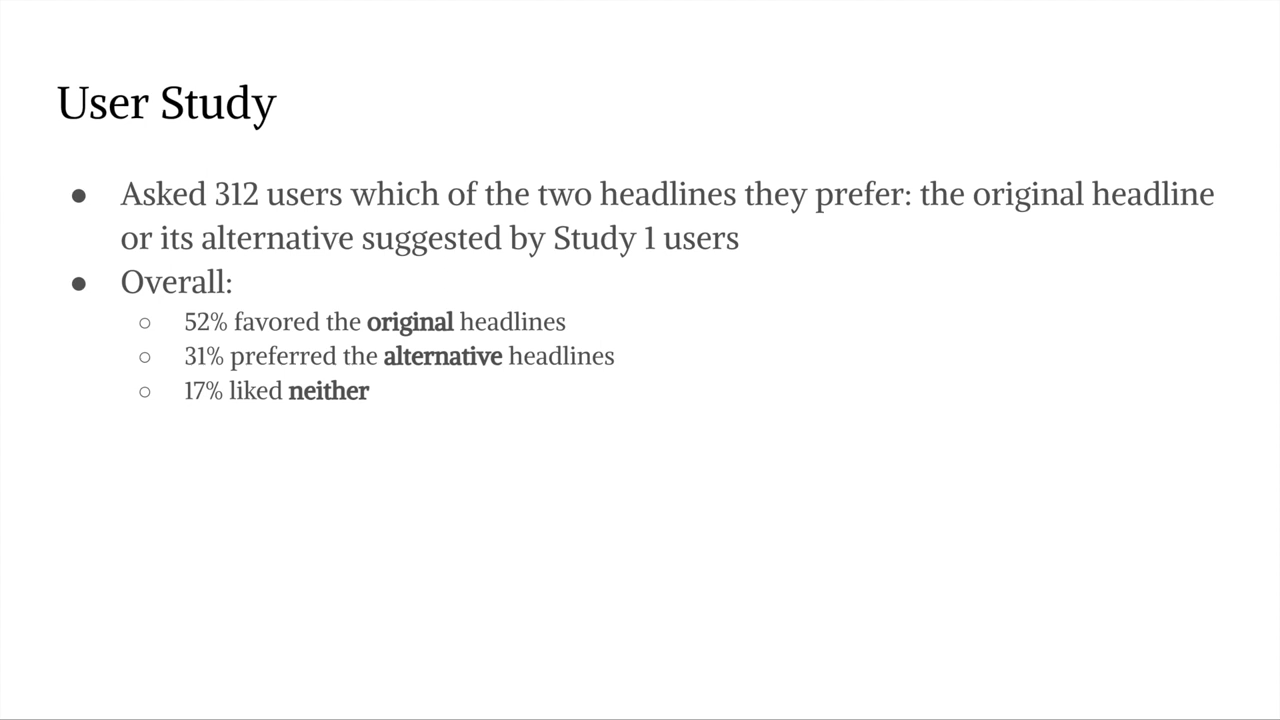 User Study
● Asked 312 users which of the two headlines they prefer: the original headline
or its alternative suggested by Study 1 users
● Overall:
○ 52% favored the original headlines
○ 31% preferred the alternative headlines
○ 17% liked neither